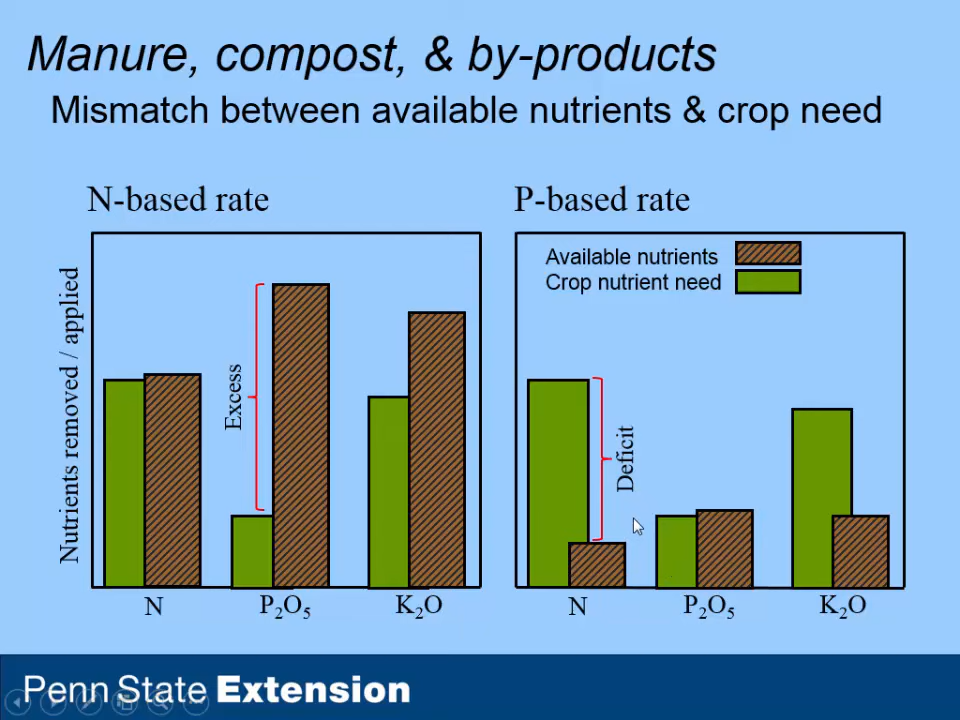 Manure, compost, & by-products
Mismatch between available nutrients & crop need
N-based rate
Nutrients removed / applied
Excess
N
P₂O₅
K₂O
P-based rate
Available nutrients
Crop nutrient need
Deficit
N
P₂O₅
K₂O
Penn State Extension